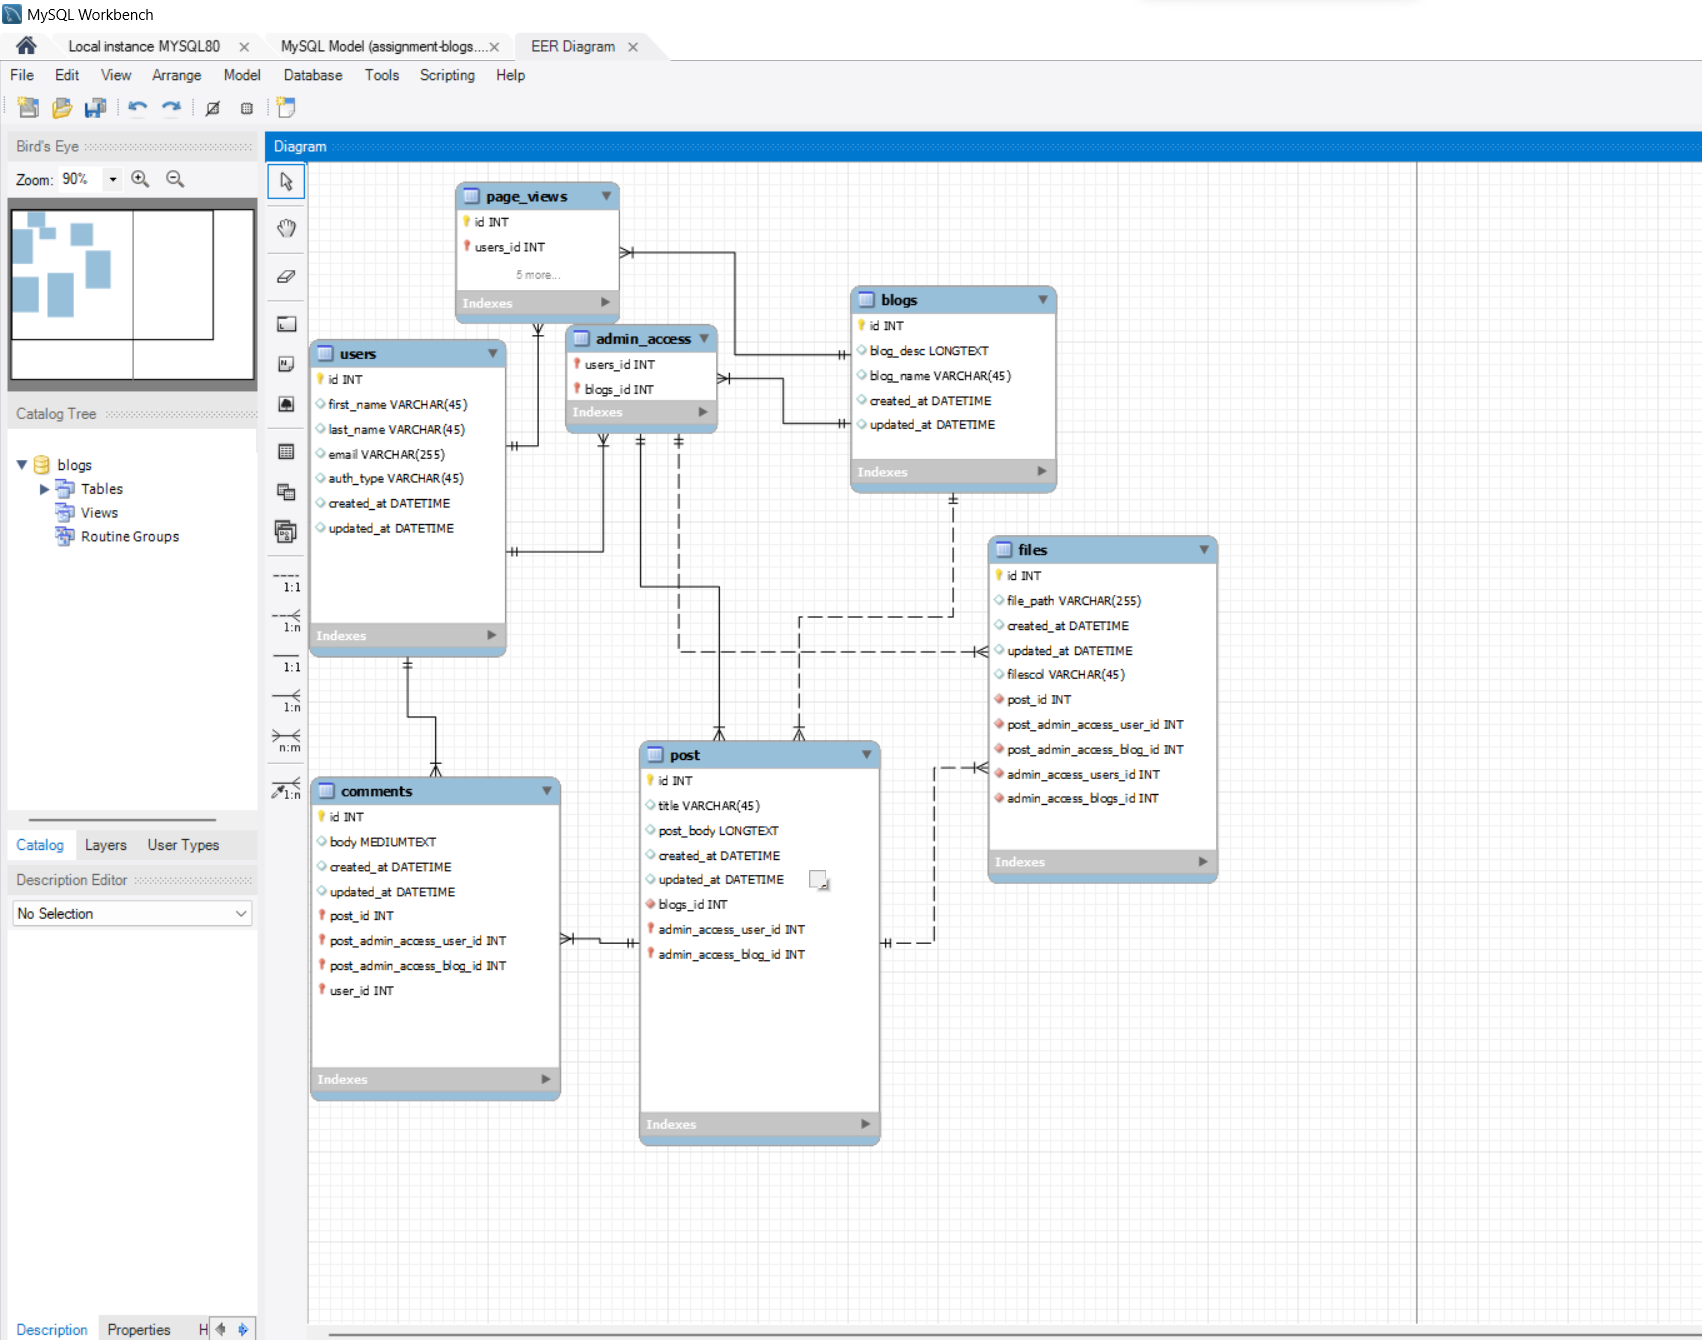 MySQL Workbench
Local instance MYSQL80
MySQL Model (assignment-blogs....
EER Diagram
File Edit View Arrange Model Database Tools Scripting Help
Bird's Eye
Zoom: 90%
Catalog Tree
blogs
Tables
Views
Routine Groups
Catalog Layers User Types
Description Editor
No Selection
Description Properties H
Diagram
1:1
1:n
1:1
1:n
n:m
1:n
page_views
id INT
users_id INT
5 more...
Indexes
users
id INT
first_name VARCHAR(45)
last_name VARCHAR(45)
email VARCHAR(255)
auth_type VARCHAR(45)
created_at DATETIME
updated_at DATETIME
Indexes
admin_access
users_id INT
blogs_id INT
Indexes
blogs
id INT
blog_desc LONGTEXT
blog_name VARCHAR(45)
created_at DATETIME
updated_at DATETIME
Indexes
files
id INT
file_path VARCHAR(255)
created_at DATETIME
updated_at DATETIME
filescol VARCHAR(45)
post_id INT
post_admin_access_user_id INT
post_admin_access_blog_id INT
admin_access_users_id INT
admin_access_blogs_id INT
Indexes
comments
id INT
body MEDIUMTEXT
created_at DATETIME
updated_at DATETIME
post_id INT
post_admin_access_user_id INT
post_admin_access_blog_id INT
user_id INT
Indexes
post
id INT
title VARCHAR(45)
post_body LONGTEXT
created_at DATETIME
updated_at DATETIME
blogs_id INT
admin_access_user_id INT
admin_access_blog_id INT
Indexes